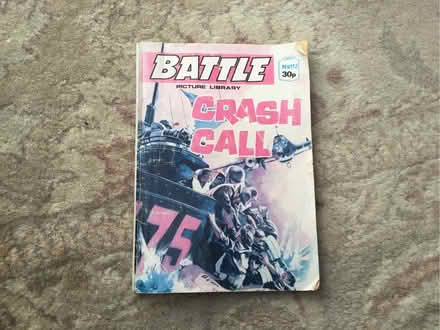 BATTLE
30p
PICTURE LIBRARY
CRASH
CALL
75